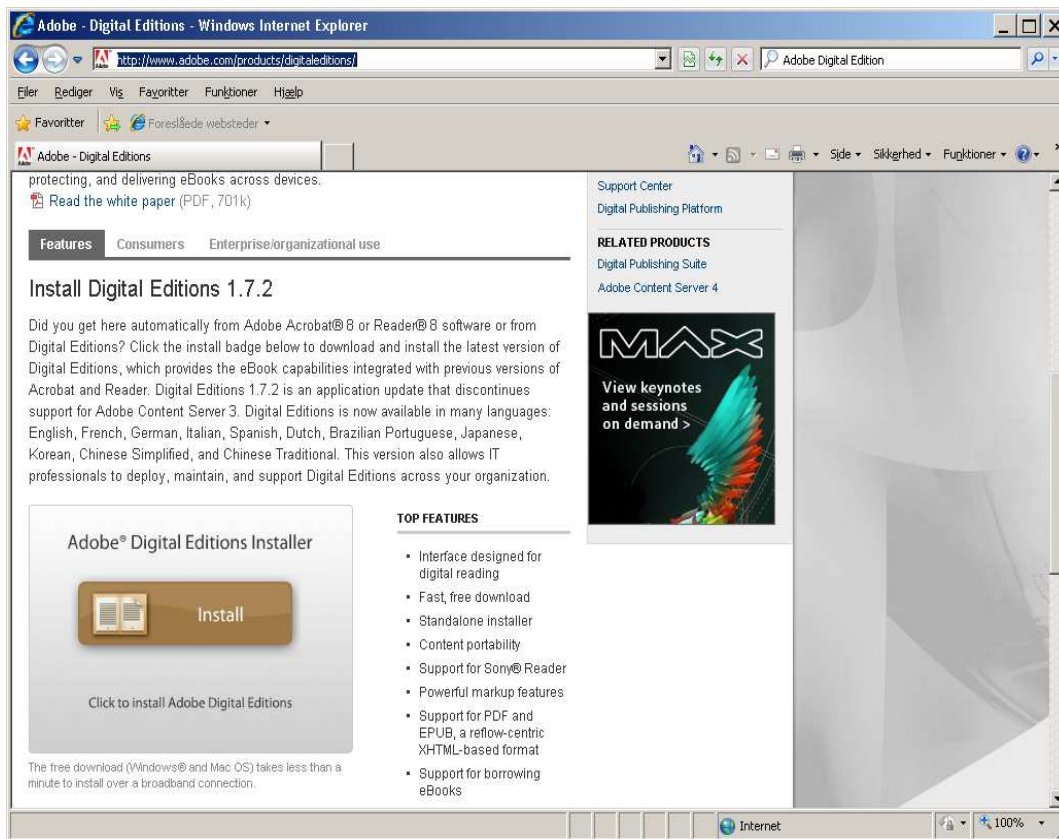 Adobe - Digital Editions - Windows Internet Explorer
http://www.adobe.com/products/digitaleditions/
Adobe Digital Edition
Filer Rediger Vis Favoritter Funktioner Hjælp
Favoritter Foreslåede websteder
Adobe - Digital Editions
Side Sikkerhed Funktioner
protecting, and delivering eBooks across devices.
Read the white paper (PDF, 701k)
Features Consumers Enterprise/organizational use
Install Digital Editions 1.7.2
Did you get here automatically from Adobe Acrobat® 8 or Reader® 8 software or from
Digital Editions? Click the install badge below to download and install the latest version of
Digital Editions, which provides the eBook capabilities integrated with previous versions of
Acrobat and Reader. Digital Editions 1.7.2 is an application update that discontinues
support for Adobe Content Server 3. Digital Editions is now available in many languages:
English, French, German, Italian, Spanish, Dutch, Brazilian Portuguese, Japanese,
Korean, Chinese Simplified, and Chinese Traditional. This version also allows IT
professionals to deploy, maintain, and support Digital Editions across your organization.
Adobe® Digital Editions Installer
Install
Click to install Adobe Digital Editions
The free download (Windows® and Mac OS) takes less than a
minute to install over a broadband connection.
TOP FEATURES
▪ Interface designed for
digital reading
▪ Fast, free download
▪ Standalone installer
▪ Content portability
▪ Support for Sony® Reader
▪ Powerful markup features
▪ Support for PDF and
EPUB, a reflow-centric
XHTML-based format
▪ Support for borrowing
eBooks
Support Center
Digital Publishing Platform
RELATED PRODUCTS
Digital Publishing Suite
Adobe Content Server 4
MAX
View keynotes
and sessions
on demand >
Internet
100%